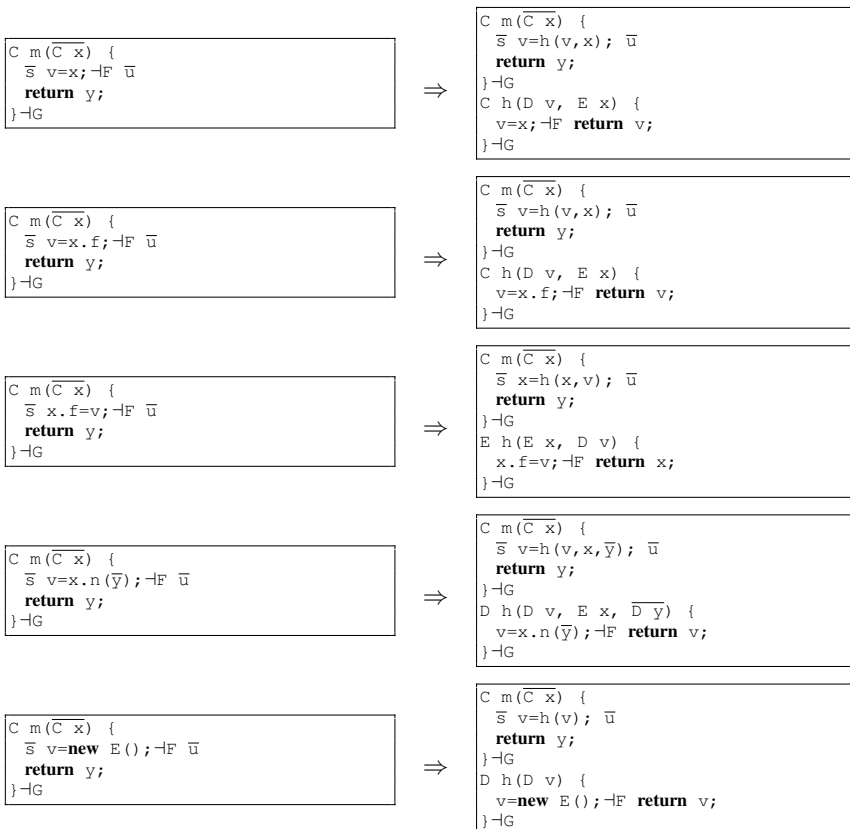 C m(C̅ ̅x̅) {
s̅ v=x;⊣F u̅
return y;
}⊣G
⇒
C m(C̅ ̅x̅) {
s̅ v=h(v,x); u̅
return y;
}⊣G
C h(D v, E x) {
v=x;⊣F return v;
}⊣G
C m(C̅ ̅x̅) {
s̅ v=x.f;⊣F u̅
return y;
}⊣G
⇒
C m(C̅ ̅x̅) {
s̅ v=h(v,x); u̅
return y;
}⊣G
C h(D v, E x) {
v=x.f;⊣F return v;
}⊣G
C m(C̅ ̅x̅) {
s̅ x.f=v;⊣F u̅
return y;
}⊣G
⇒
C m(C̅ ̅x̅) {
s̅ x=h(x,v); u̅
return y;
}⊣G
E h(E x, D v) {
x.f=v;⊣F return x;
}⊣G
C m(C̅ ̅x̅) {
s̅ v=x.n(y̅);⊣F u̅
return y;
}⊣G
⇒
C m(C̅ ̅x̅) {
s̅ v=h(v,x,y̅); u̅
return y;
}⊣G
D h(D v, E x, D̅ ̅y̅) {
v=x.n(y̅);⊣F return v;
}⊣G
C m(C̅ ̅x̅) {
s̅ v=new E();⊣F u̅
return y;
}⊣G
⇒
C m(C̅ ̅x̅) {
s̅ v=h(v); u̅
return y;
}⊣G
D h(D v) {
v=new E();⊣F return v;
}⊣G